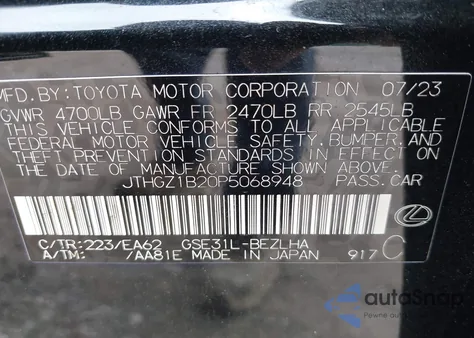 MFD. BY: TOYOTA MOTOR CORPORATION 07/23
GVWR 4700LB GAWR FR 2470LB RR 2545LB
THIS VEHICLE CONFORMS TO ALL APPLICABLE
FEDERAL MOTOR VEHICLE SAFETY, BUMPER, AND
THEFT PREVENTION STANDARDS IN EFFECT ON
THE DATE OF MANUFACTURE SHOWN ABOVE.
JTHGZ1B20P5068948 PASS. CAR
C/TR: 223/EA62 GSE31L-BEZLHA
A/TM: /AA81E MADE IN JAPAN 917 C
autoSnap
Pewne auto